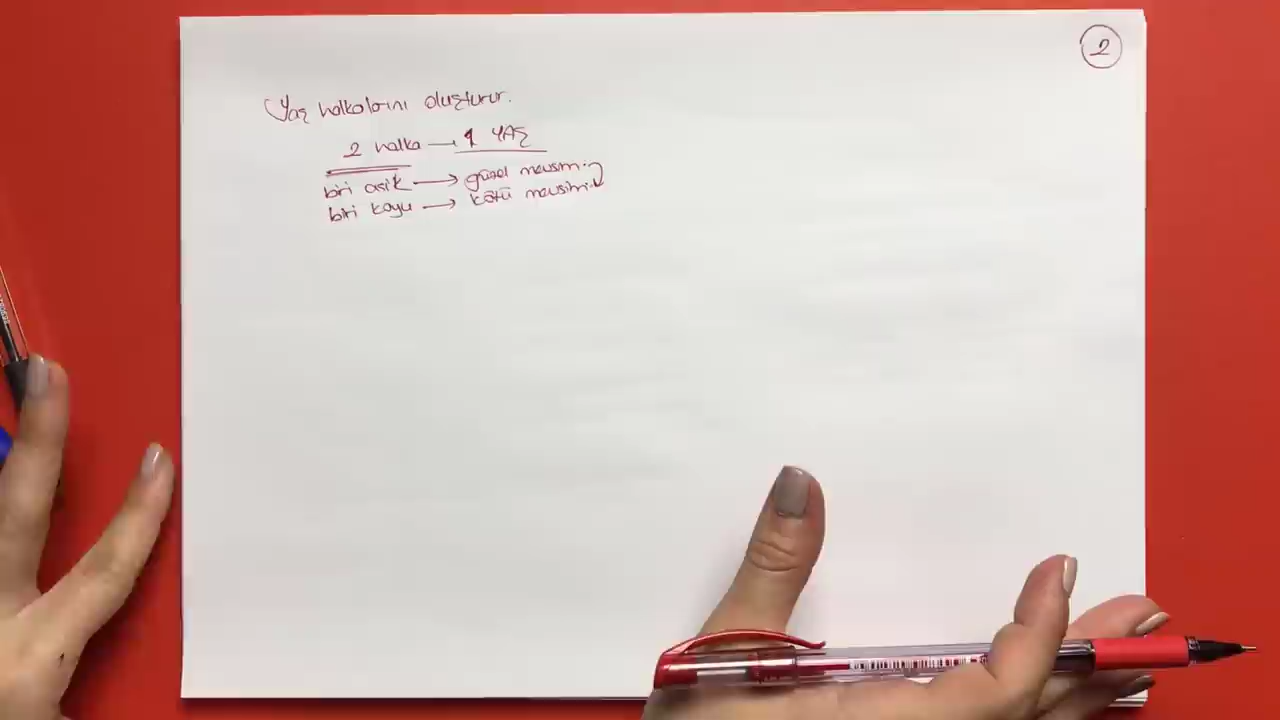 2
Yaş halkalarını oluşturur.
2 halka → 1 YAŞ
biri açık → güzel mevsim
biri koyu → kötü mevsim